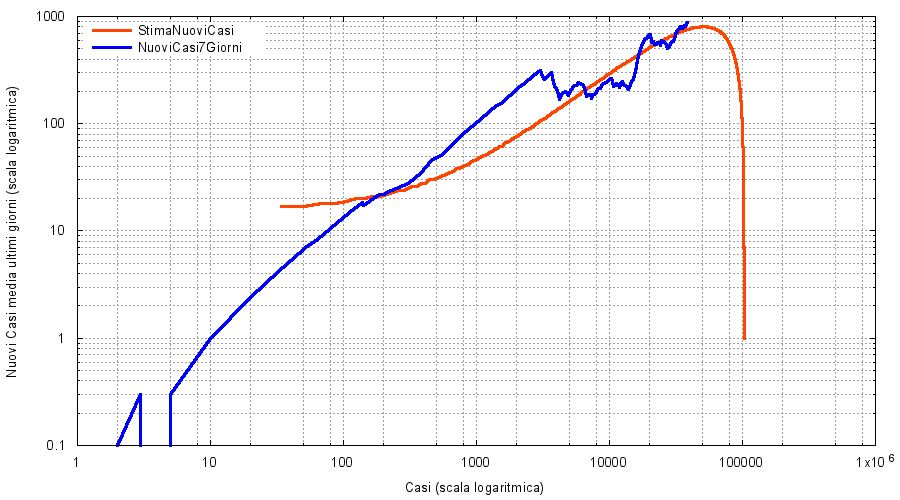 1000
100
10
1
0.1
Nuovi Casi media ultimi giorni (scala logaritmica)
StimaNuoviCasi
NuoviCasi7Giorni
1 10 100 1000 10000 100000 1x10 6
Casi (scala logaritmica)